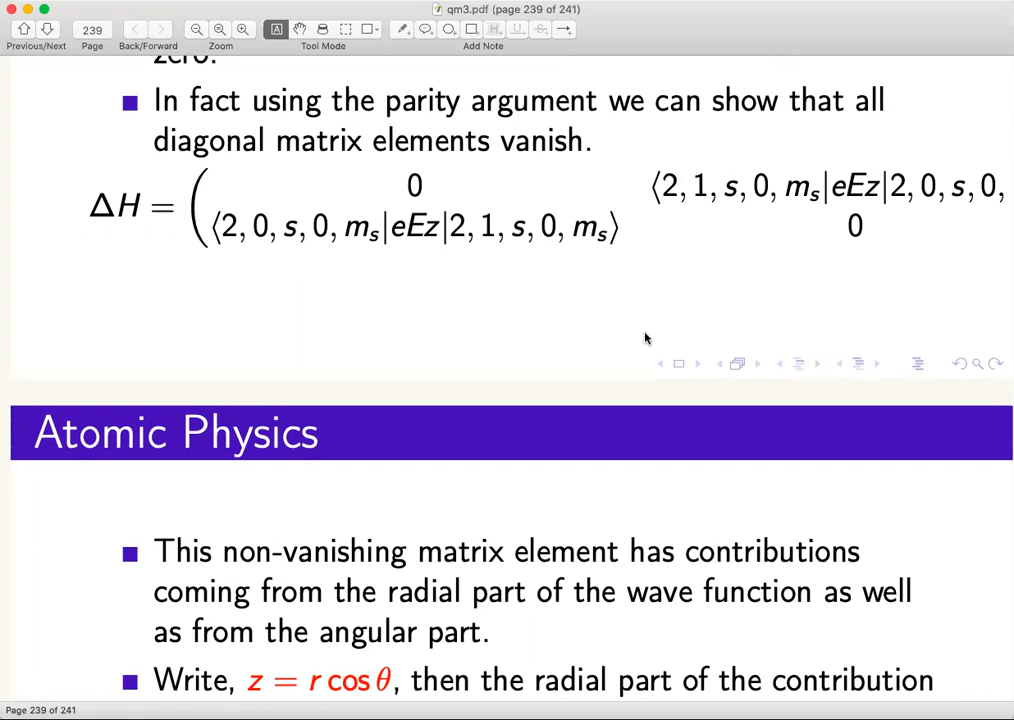 qm3.pdf (page 239 of 241)
239
Previous/Next Page Back/Forward Zoom Tool Mode Add Note
zero.
In fact using the parity argument we can show that all
diagonal matrix elements vanish.
ΔH = ( 0 ⟨2, 1, s, 0, mₛ|eEz|2, 0, s, 0,
⟨2, 0, s, 0, mₛ|eEz|2, 1, s, 0, mₛ⟩ 0
Atomic Physics
This non-vanishing matrix element has contributions
coming from the radial part of the wave function as well
as from the angular part.
Write, z = r cos θ, then the radial part of the contribution
Page 239 of 241